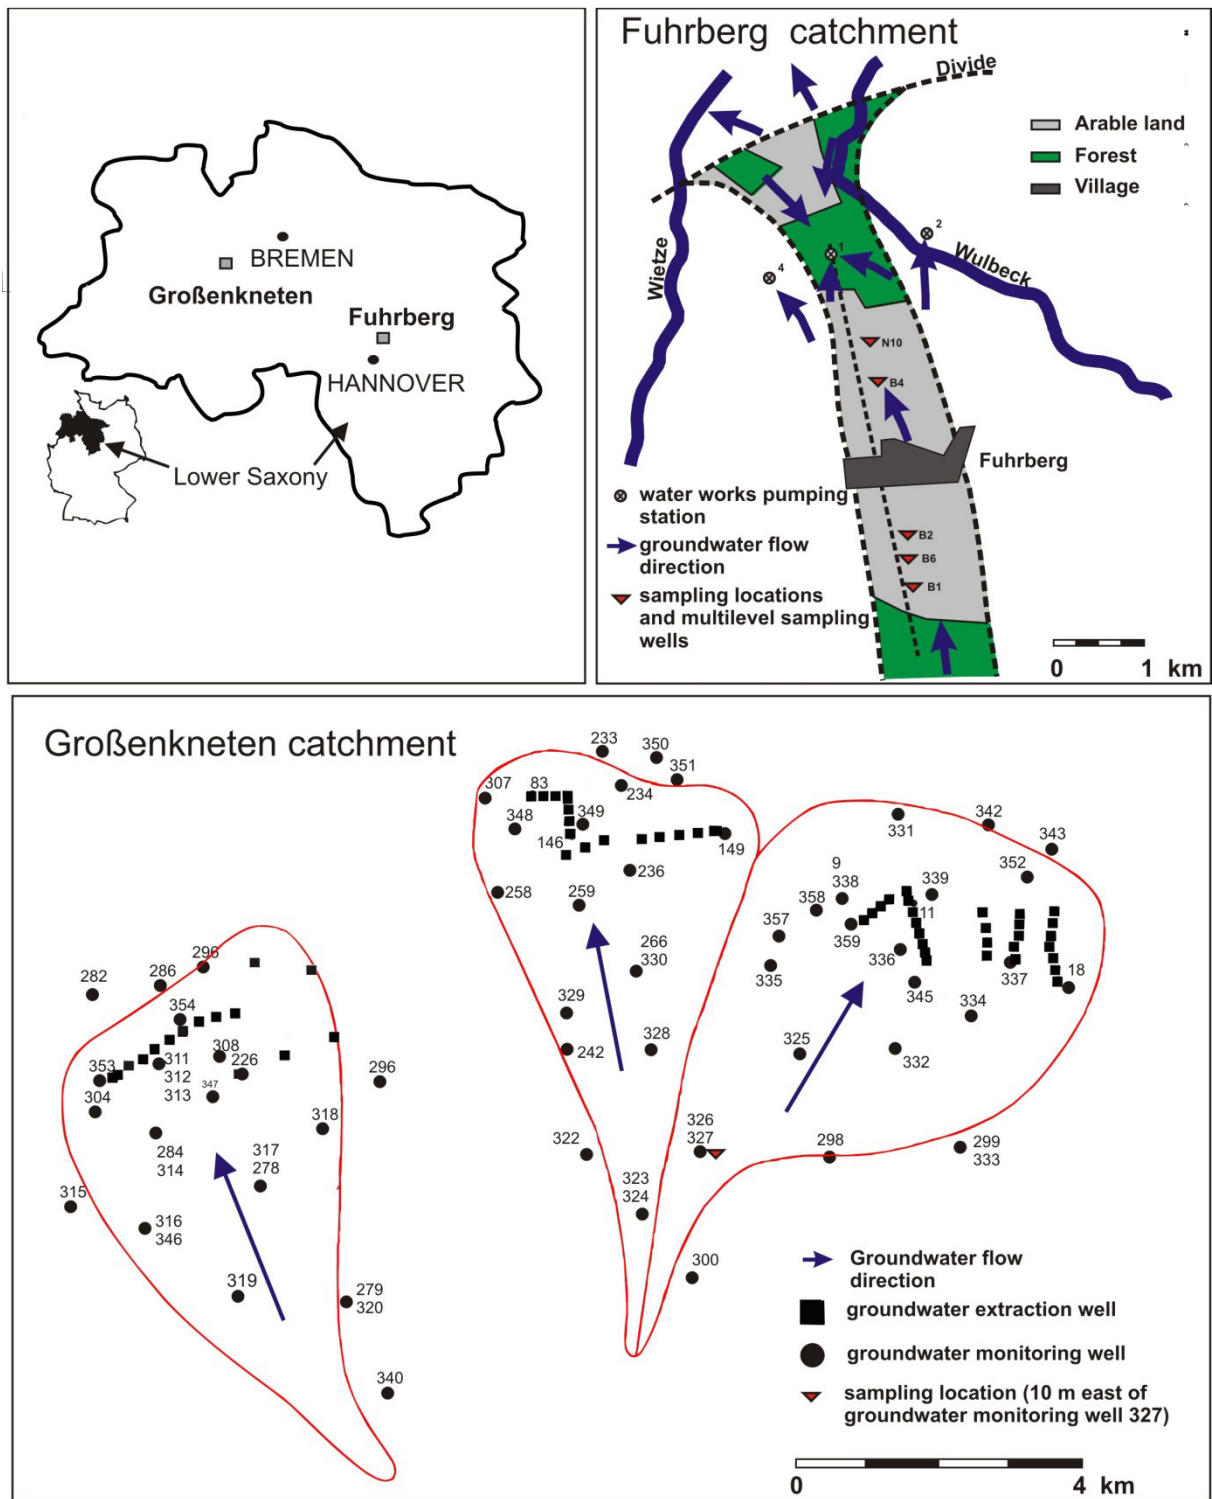 BREMEN
Großenkneten
Fuhrberg
HANNOVER
Lower Saxony
Fuhrberg catchment
Divide
Arable land
Forest
Village
2
1
4
Wietze
Wulbeck
N10
B4
Fuhrberg
water works pumping
station
groundwater flow
direction
sampling locations
and multilevel sampling
wells
B2
B6
B1
0 1 km
Großenkneten catchment
233
350
351
307
83
234
348
349
146
149
236
258
259
266
330
329
242
328
322
326
327
323
324
300
331
342
343
352
9
338
339
358
11
357
359
336
335
345
337
18
334
325
332
298
299
333
296
282
286
354
308
353
311
226
312
304
313
347
296
318
284
314
317
278
315
316
346
319
279
320
340
Groundwater flow
direction
groundwater extraction well
groundwater monitoring well
sampling location (10 m east of
groundwater monitoring well 327)
0 4 km